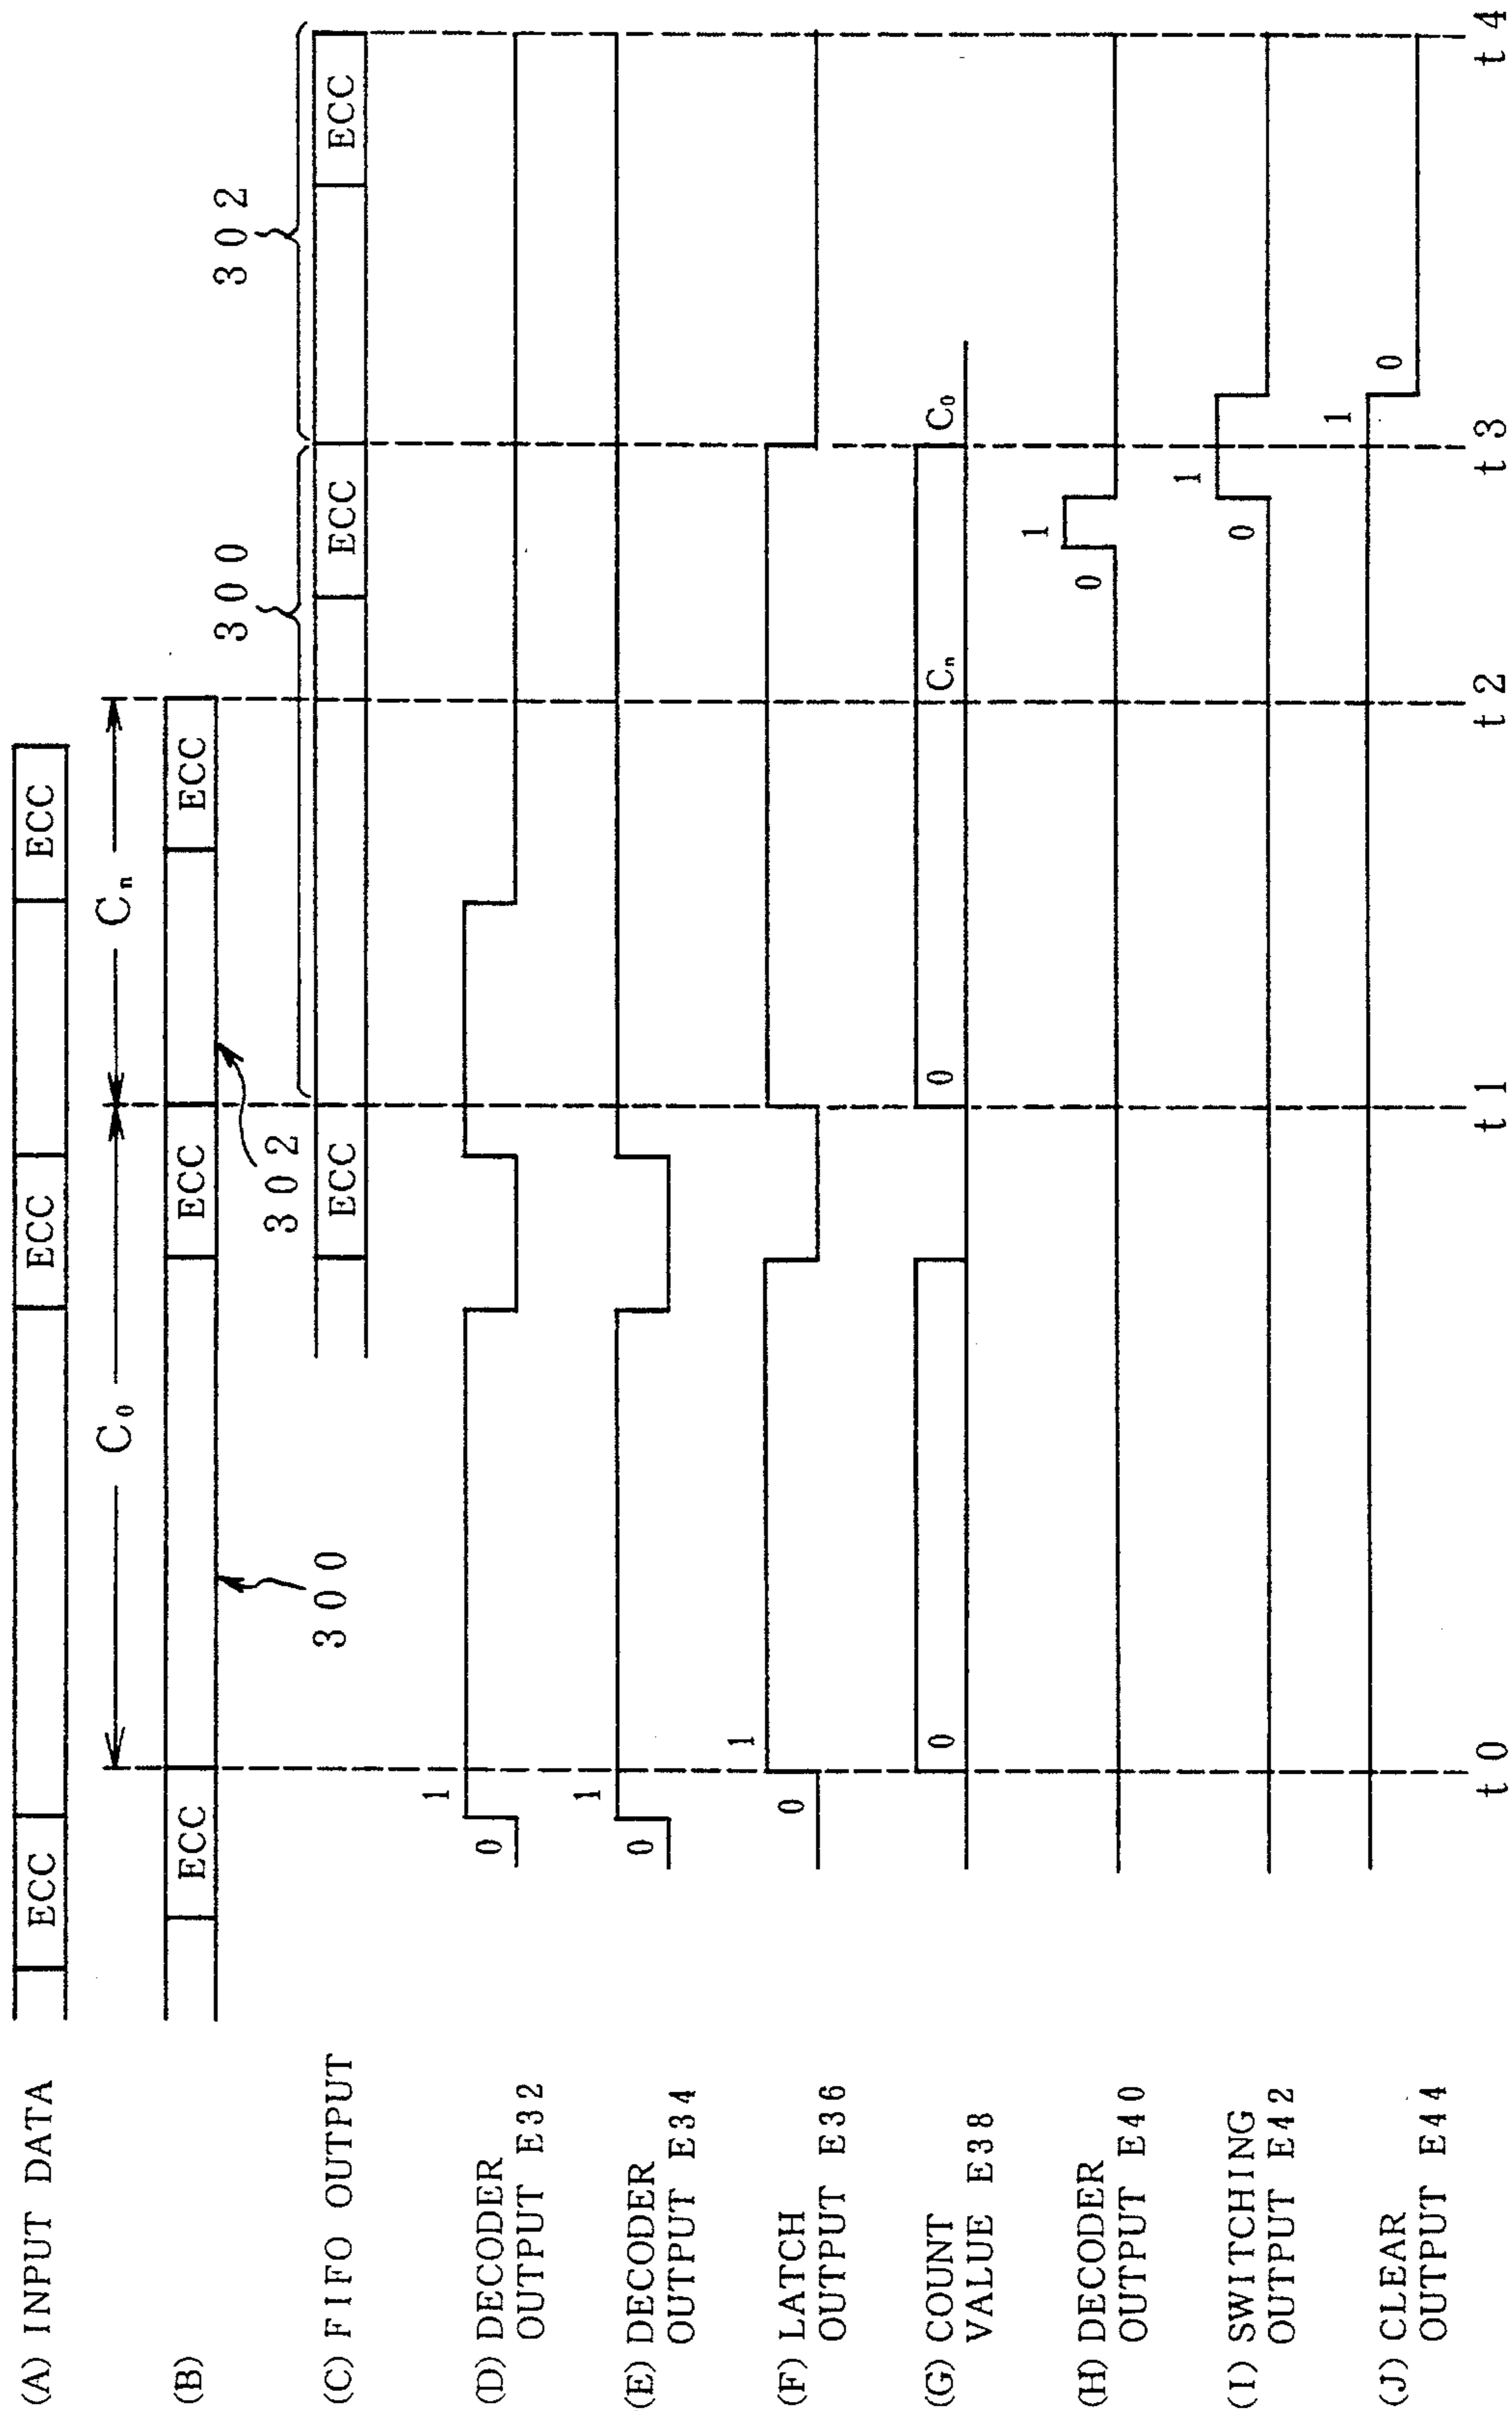 (A) INPUT DATA
ECC
ECC
ECC
C₀
Cₙ
(B)
ECC
ECC
ECC
300
302
300
302
(C) FIFO OUTPUT
ECC
ECC
ECC
(D) DECODER
OUTPUT E32
0
1
(E) DECODER
OUTPUT E34
0
1
(F) LATCH
OUTPUT E36
0
1
(G) COUNT
VALUE E38
0
0
Cₙ
C₀
(H) DECODER
OUTPUT E40
0
1
(I) SWITCHING
OUTPUT E42
0
1
(J) CLEAR
OUTPUT E44
1
0
t0
t1
t2
t3
t4